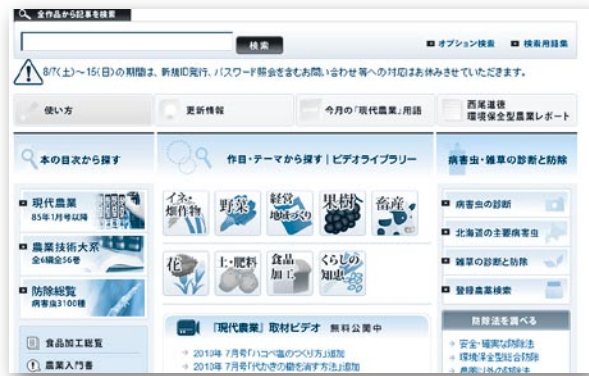 全作品から記事を検索
検索
オプション検索
検索用語集
8/7(土)~15(日)の期間は、新規ID発行、パスワード照会を含むお問い合わせ等への対応はお休みさせていただきます。
使い方
更新情報
今月の「現代農業」用語
西尾道徳
環境保全型農業レポート
本の目次から探す
作目・テーマから探す|ビデオライブラリー
病害虫・雑草の診断と防除
現代農業
85年1月号以降
農業技術大系
全6編全56巻
防除総覧
病害虫3100種
食品加工総覧
農業入門書
イネ・
畑作物
野菜
経営
地域づくり
果樹
畜産
花
土・肥料
食品
加工
くらしの
知恵
「現代農業」取材ビデオ 無料公開中
2010年 7月号「ハコベ塩のつくり方」追加
2010年 7月号「代かきの櫛を消す方法」追加
病害虫の診断
北海道の主要病害虫
雑草の診断と防除
登録農薬検索
防除法を調べる
安全・確実な防除法
環境保全型総合防除
農薬以外の防除法